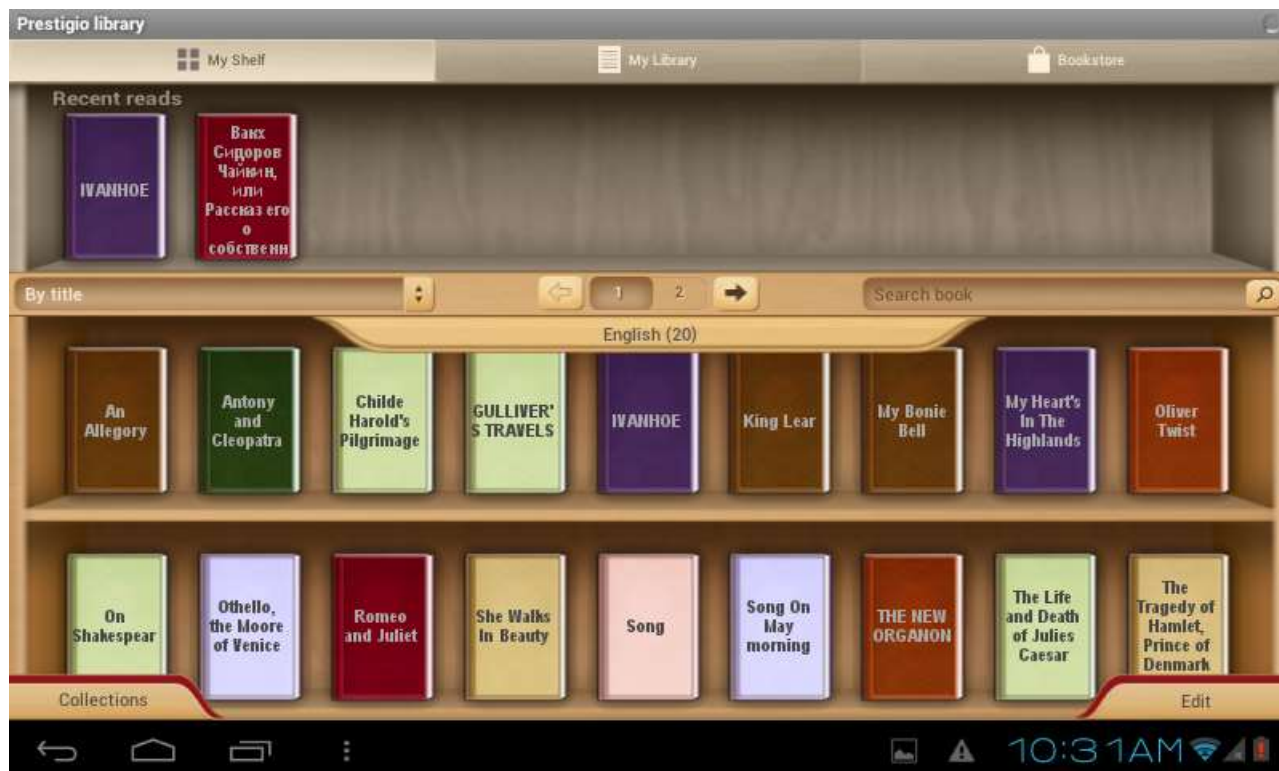 Prestigio library
My Shelf
My Library
Bookstore
Recent reads
IVANHOE
Вакх
Сидоров
Чайкин,
или
Рассказ его
о
собственн
By title
1
2
Search book
English (20)
An
Allegory
Antony
and
Cleopatra
Childe
Harold's
Pilgrimage
GULLIVER'
S TRAVELS
IVANHOE
King Lear
My Bonie
Bell
My Heart's
In The
Highlands
Oliver
Twist
On
Shakespear
Othello,
the Moore
of Venice
Romeo
and Juliet
She Walks
In Beauty
Song
Song On
May
morning
THE NEW
ORGANON
The Life
and Death
of Julies
Caesar
The
Tragedy of
Hamlet,
Prince of
Denmark
Collections
Edit
10:31AM